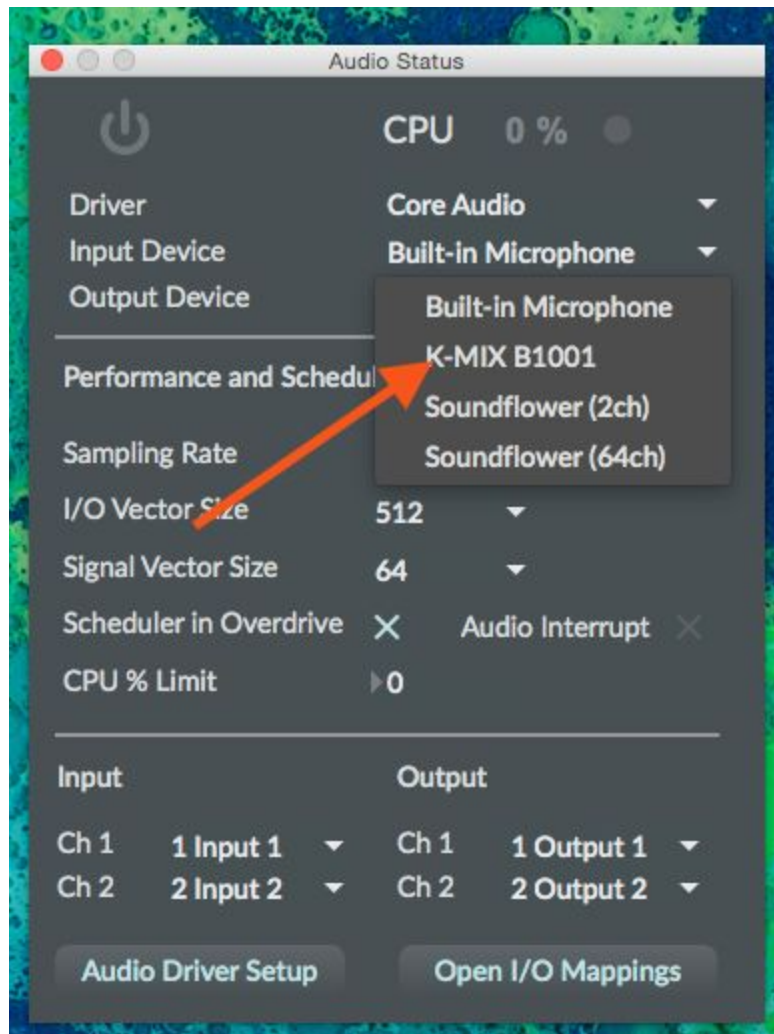 Audio Status
CPU 0 %
Driver Core Audio
Input Device Built-in Microphone
Output Device
Built-in Microphone
K-MIX B1001
Soundflower (2ch)
Soundflower (64ch)
Performance and Schedul
Sampling Rate
I/O Vector Size 512
Signal Vector Size 64
Scheduler in Overdrive Audio Interrupt
CPU % Limit 0
Input Output
Ch 1 1 Input 1 Ch 1 1 Output 1
Ch 2 2 Input 2 Ch 2 2 Output 2
Audio Driver Setup Open I/O Mappings